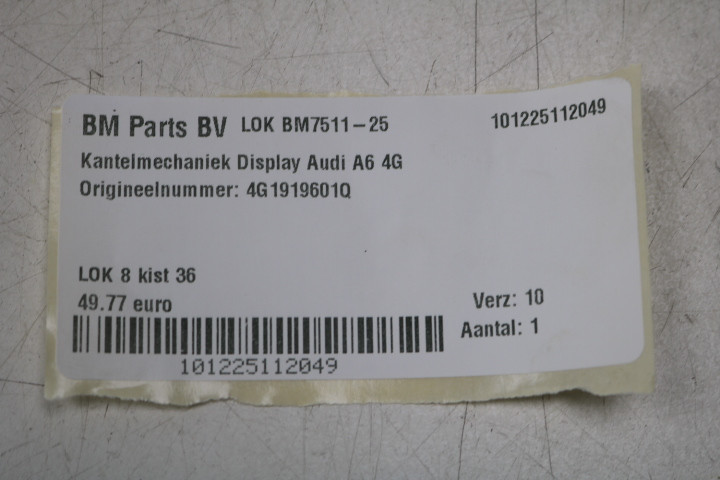 BM Parts BV LOK BM7511-25 101225112049
Kantelmechaniek Display Audi A6 4G
Origineelnummer: 4G1919601Q
LOK 8 kist 36
49.77 euro Verz: 10
Aantal: 1
101225112049